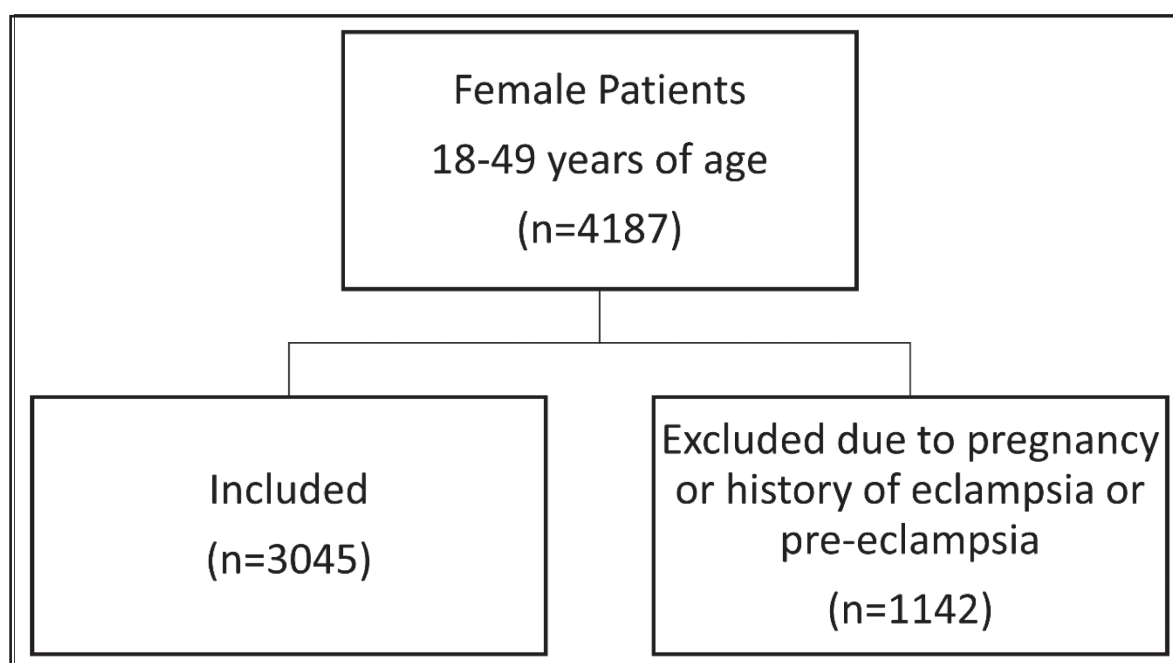 Female Patients
18-49 years of age
(n=4187)
Included
(n=3045)
Excluded due to pregnancy
or history of eclampsia or
pre-eclampsia
(n=1142)